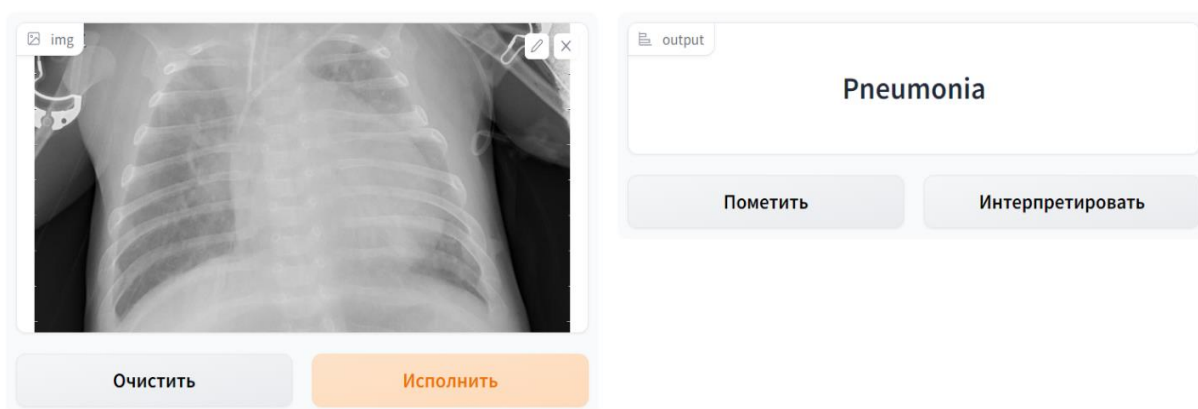 img
Очистить
Исполнить
output
Pneumonia
Пометить
Интерпретировать